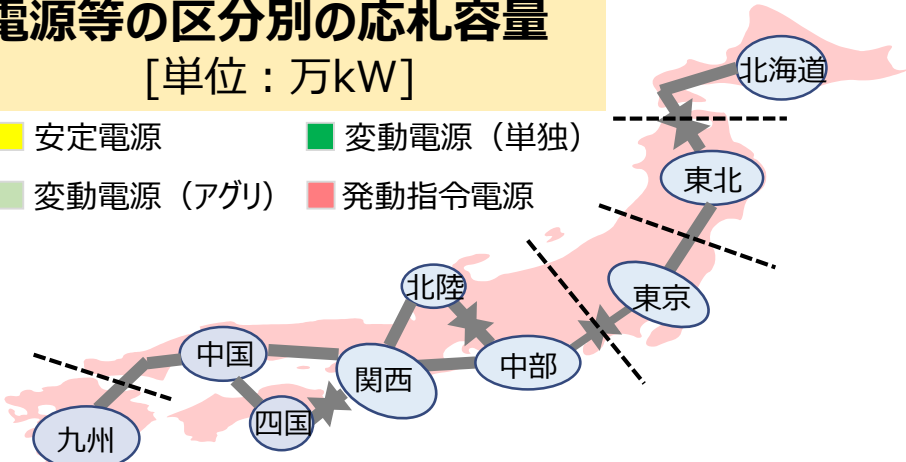 電源等の区分別の応札容量
[単位：万kW]
安定電源
変動電源（単独）
変動電源（アグリ）
発動指令電源
北海道
東北
東京
北陸
中部
関西
中国
四国
九州